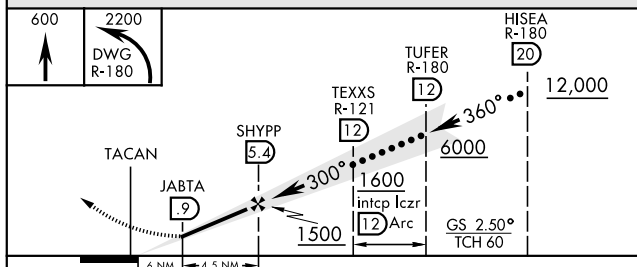 600
2200
DWG
R-180
HISEA
R-180
20
12,000
TUFER
R-180
12
360°
6000
TEXXS
R-121
12
300°
1600
intcp lczr
12 Arc
SHYPP
5.4
1500
TACAN
JABTA
.9
GS 2.50°
TCH 60
.6 NM
4.5 NM